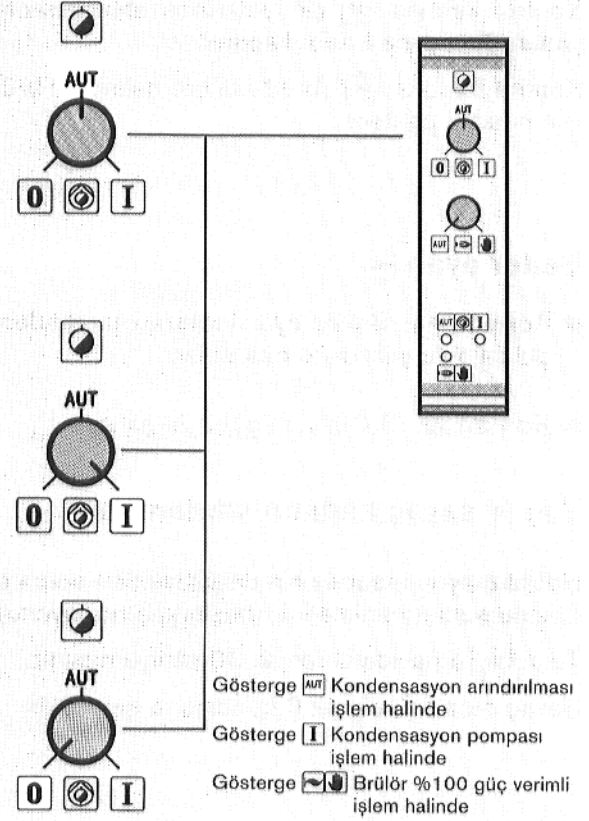 AUT
0 I
AUT
0 I
AUT
0 I
AUT
0 I
AUT
AUT I
Gösterge AUT Kondensasyon arındırılması
işlem halinde
Gösterge I Kondensasyon pompası
işlem halinde
Gösterge Brülör %100 güç verimli
işlem halinde